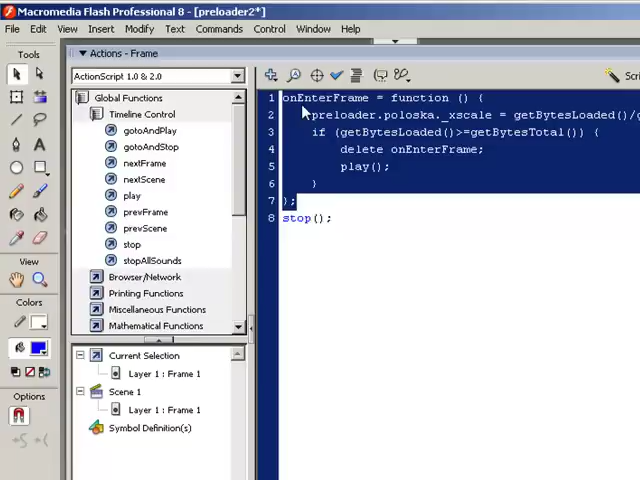 Macromedia Flash Professional 8 - [preloader2*]
File Edit View Insert Modify Text Commands Control Window Help
Tools
Actions - Frame
ActionScript 1.0 & 2.0
Scri
Global Functions
Timeline Control
gotoAndPlay
gotoAndStop
nextFrame
nextScene
play
prevFrame
prevScene
stop
stopAllSounds
Browser/Network
Printing Functions
Miscellaneous Functions
Mathematical Functions
Current Selection
Layer 1 : Frame 1
Scene 1
Layer 1 : Frame 1
Symbol Definition(s)
View
Colors
Options
1 onEnterFrame = function () {
2 preloader.poloska._xscale = getBytesLoaded()/g
3 if (getBytesLoaded()>=getBytesTotal()) {
4 delete onEnterFrame;
5 play();
6 }
7 };
8 stop();